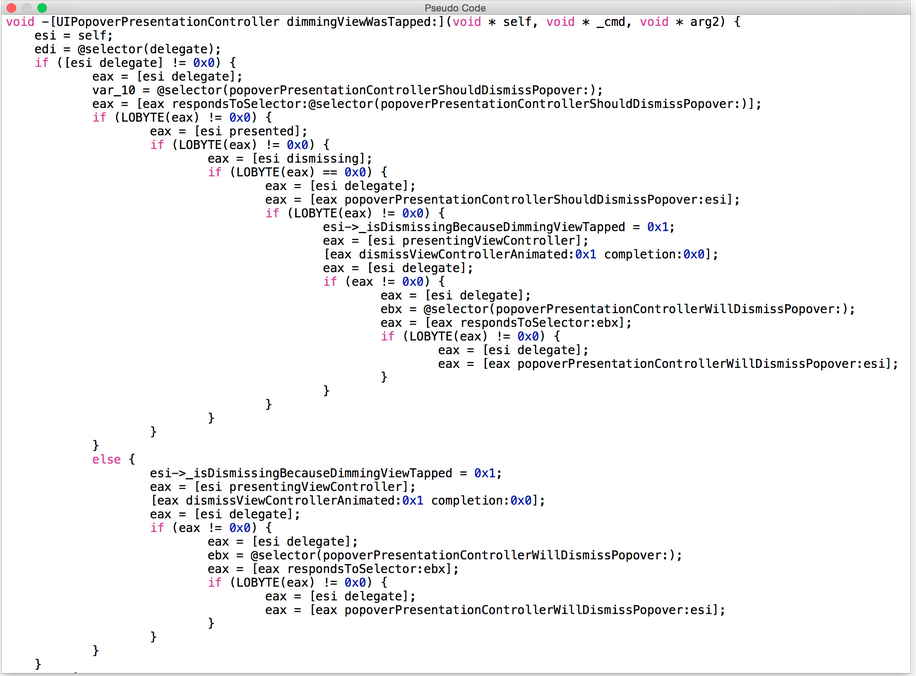 Pseudo Code
void -[UIPopoverPresentationController dimmingViewWasTapped:](void * self, void * _cmd, void * arg2) {
    esi = self;
    edi = @selector(delegate);
    if ([esi delegate] != 0x0) {
            eax = [esi delegate];
            var_10 = @selector(popoverPresentationControllerShouldDismissPopover:);
            eax = [eax respondsToSelector:@selector(popoverPresentationControllerShouldDismissPopover:)];
            if (LOBYTE(eax) != 0x0) {
                    eax = [esi presented];
                    if (LOBYTE(eax) != 0x0) {
                            eax = [esi dismissing];
                            if (LOBYTE(eax) == 0x0) {
                                    eax = [esi delegate];
                                    eax = [eax popoverPresentationControllerShouldDismissPopover:esi];
                                    if (LOBYTE(eax) != 0x0) {
                                            esi->_isDismissingBecauseDimmingViewTapped = 0x1;
                                            eax = [esi presentingViewController];
                                            [eax dismissViewControllerAnimated:0x1 completion:0x0];
                                            eax = [esi delegate];
                                            if (eax != 0x0) {
                                                    eax = [esi delegate];
                                                    ebx = @selector(popoverPresentationControllerWillDismissPopover:);
                                                    eax = [eax respondsToSelector:ebx];
                                                    if (LOBYTE(eax) != 0x0) {
                                                            eax = [esi delegate];
                                                            eax = [eax popoverPresentationControllerWillDismissPopover:esi];
                                                    }
                                            }
                                    }
                            }
                    }
            }
            else {
                    esi->_isDismissingBecauseDimmingViewTapped = 0x1;
                    eax = [esi presentingViewController];
                    [eax dismissViewControllerAnimated:0x1 completion:0x0];
                    eax = [esi delegate];
                    if (eax != 0x0) {
                            eax = [esi delegate];
                            ebx = @selector(popoverPresentationControllerWillDismissPopover:);
                            eax = [eax respondsToSelector:ebx];
                            if (LOBYTE(eax) != 0x0) {
                                    eax = [esi delegate];
                                    eax = [eax popoverPresentationControllerWillDismissPopover:esi];
                            }
                    }
            }
    }